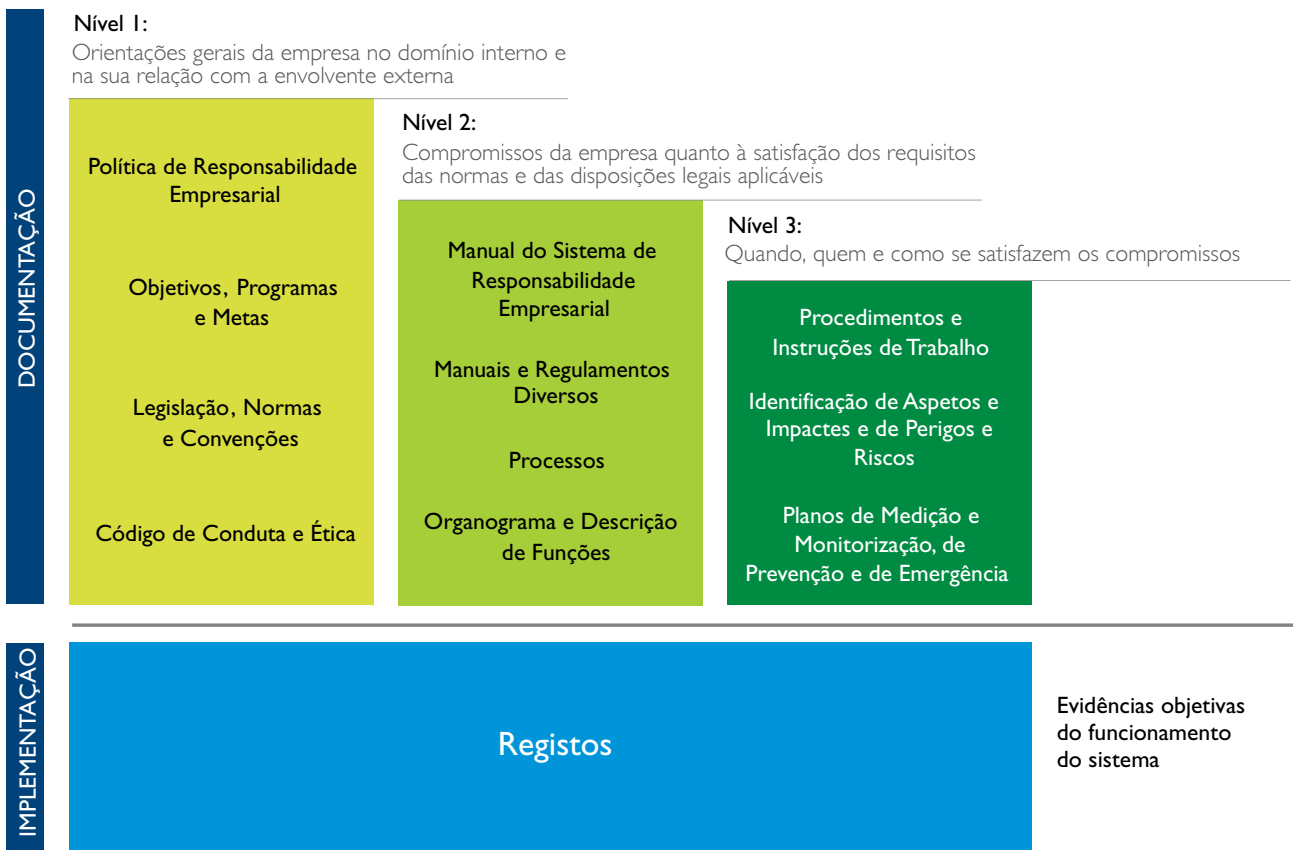 DOCUMENTAÇÃO
Nível 1:
Orientações gerais da empresa no domínio interno e
na sua relação com a envolvente externa
Política de Responsabilidade
Empresarial
Objetivos, Programas
e Metas
Legislação, Normas
e Convenções
Código de Conduta e Ética
Nível 2:
Compromissos da empresa quanto à satisfação dos requisitos
das normas e das disposições legais aplicáveis
Manual do Sistema de
Responsabilidade
Empresarial
Manuais e Regulamentos
Diversos
Processos
Organograma e Descrição
de Funções
Nível 3:
Quando, quem e como se satisfazem os compromissos
Procedimentos e
Instruções de Trabalho
Identificação de Aspetos e
Impactes e de Perigos e
Riscos
Planos de Medição e
Monitorização, de
Prevenção e de Emergência
IMPLEMENTAÇÃO
Registos
Evidências objetivas
do funcionamento
do sistema